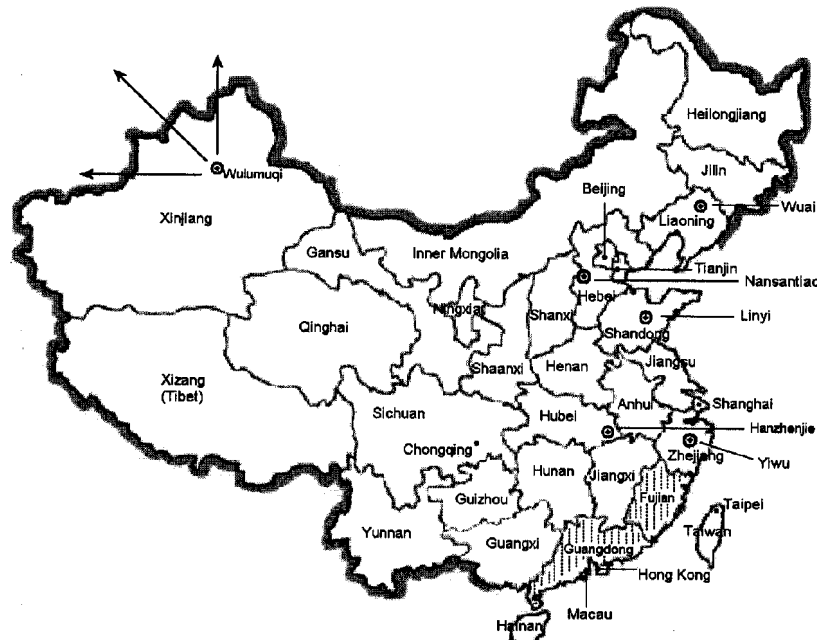 Heilongjiang
Wulumuqi
Jilin
Beijing
Wuai
Liaoning
Xinjiang
Gansu
Inner Mongolia
Tianjin
Nansantiao
Hebei
Ningxia
Shanxi
Linyi
Qinghai
Shandong
Shaanxi
Henan
Jiangsu
Xizang
(Tibet)
Sichuan
Hubei
Anhui
Shanghai
Hanzhenjie
Chongqing
Zhejiang
Yiwu
Hunan
Jiangxi
Guizhou
Fujian
Taipei
Yunnan
Guangxi
Guangdong
Taiwan
Hong Kong
Macau
Hainan